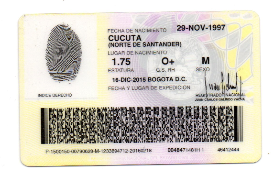 FECHA DE NACIMIENTO 29-NOV-1997
CUCUTA
(NORTE DE SANTANDER)
LUGAR DE NACIMIENTO
1.75 O+ M
ESTATURA G.S. RH SEXO
16-DIC-2015 BOGOTA D.C.
FECHA Y LUGAR DE EXPEDICION
INDICE DERECHO